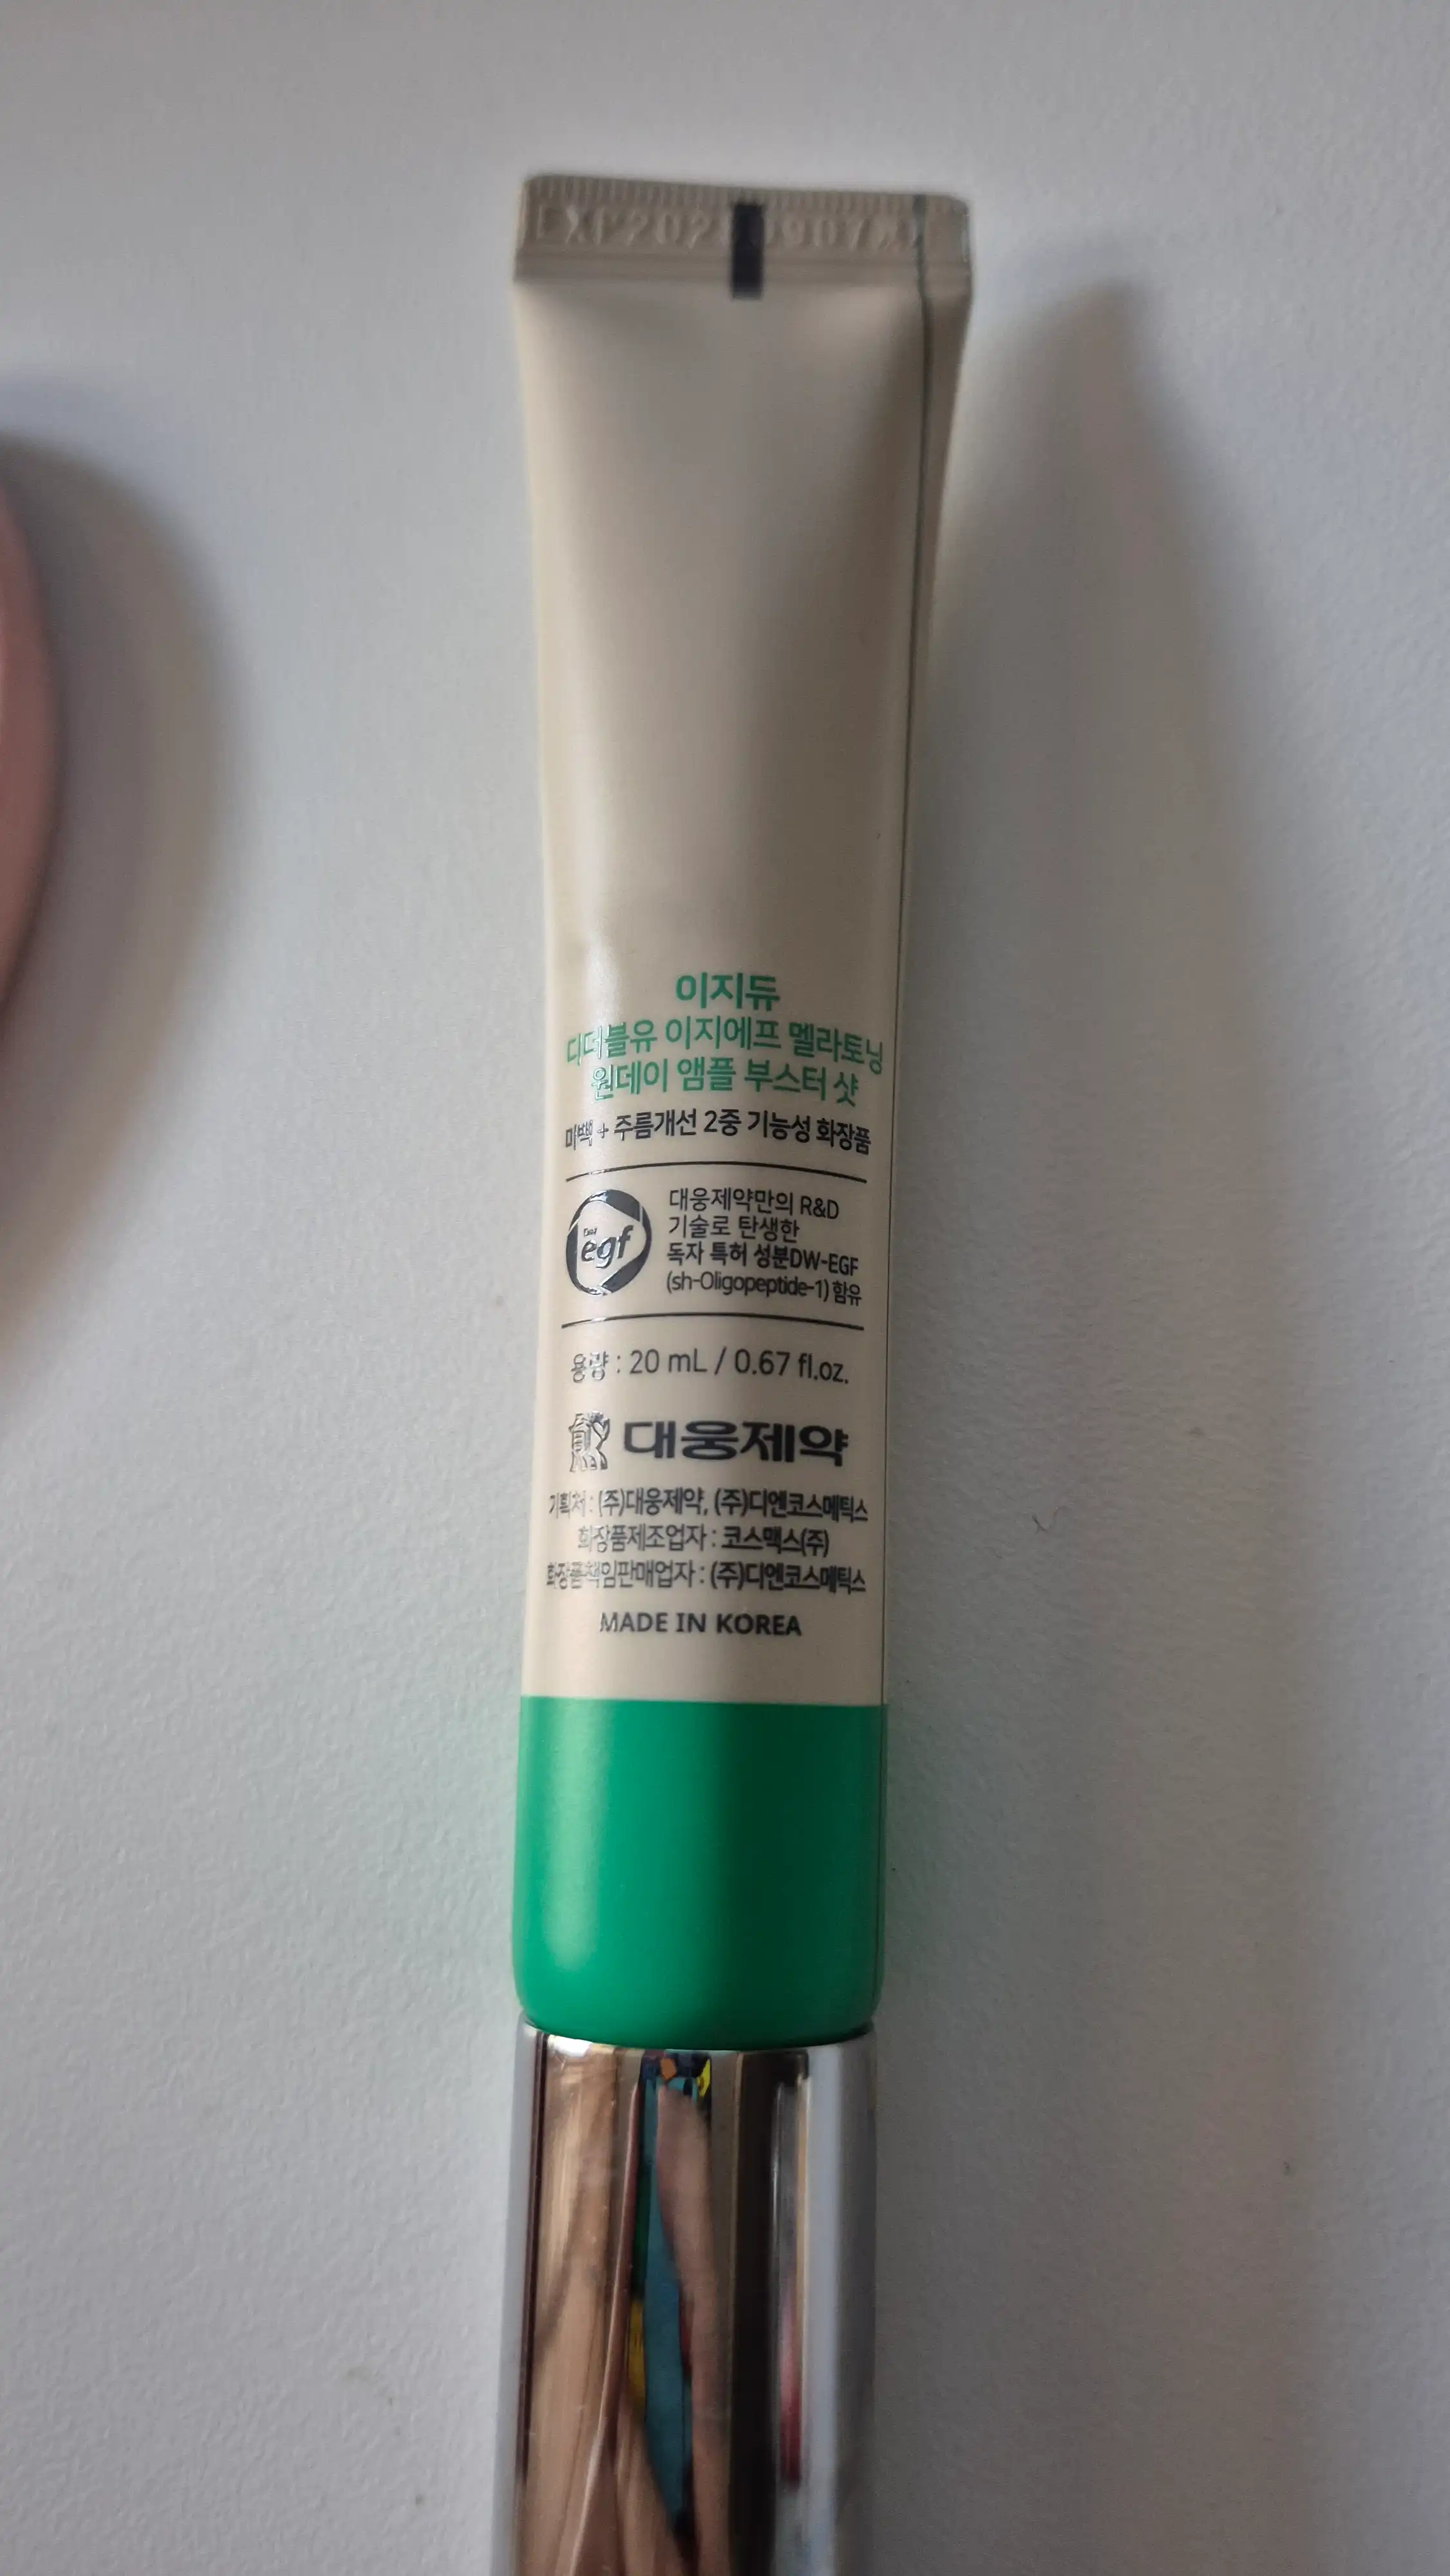 이지듀
디더블유 이지에프 멜라토닝
원데이 앰플 부스터 샷
미백 + 주름개선 2중 기능성 화장품
DW
egf
대웅제약만의 R&D
기술로 탄생한
독자 특허 성분DW-EGF
(sh-Oligopeptide-1) 함유
용량 : 20 mL / 0.67 fl.oz.
대웅제약
기획처 : (주)대웅제약, (주)디엔코스메틱스
화장품제조업자 : 코스맥스(주)
화장품책임판매업자 : (주)디엔코스메틱스
MADE IN KOREA